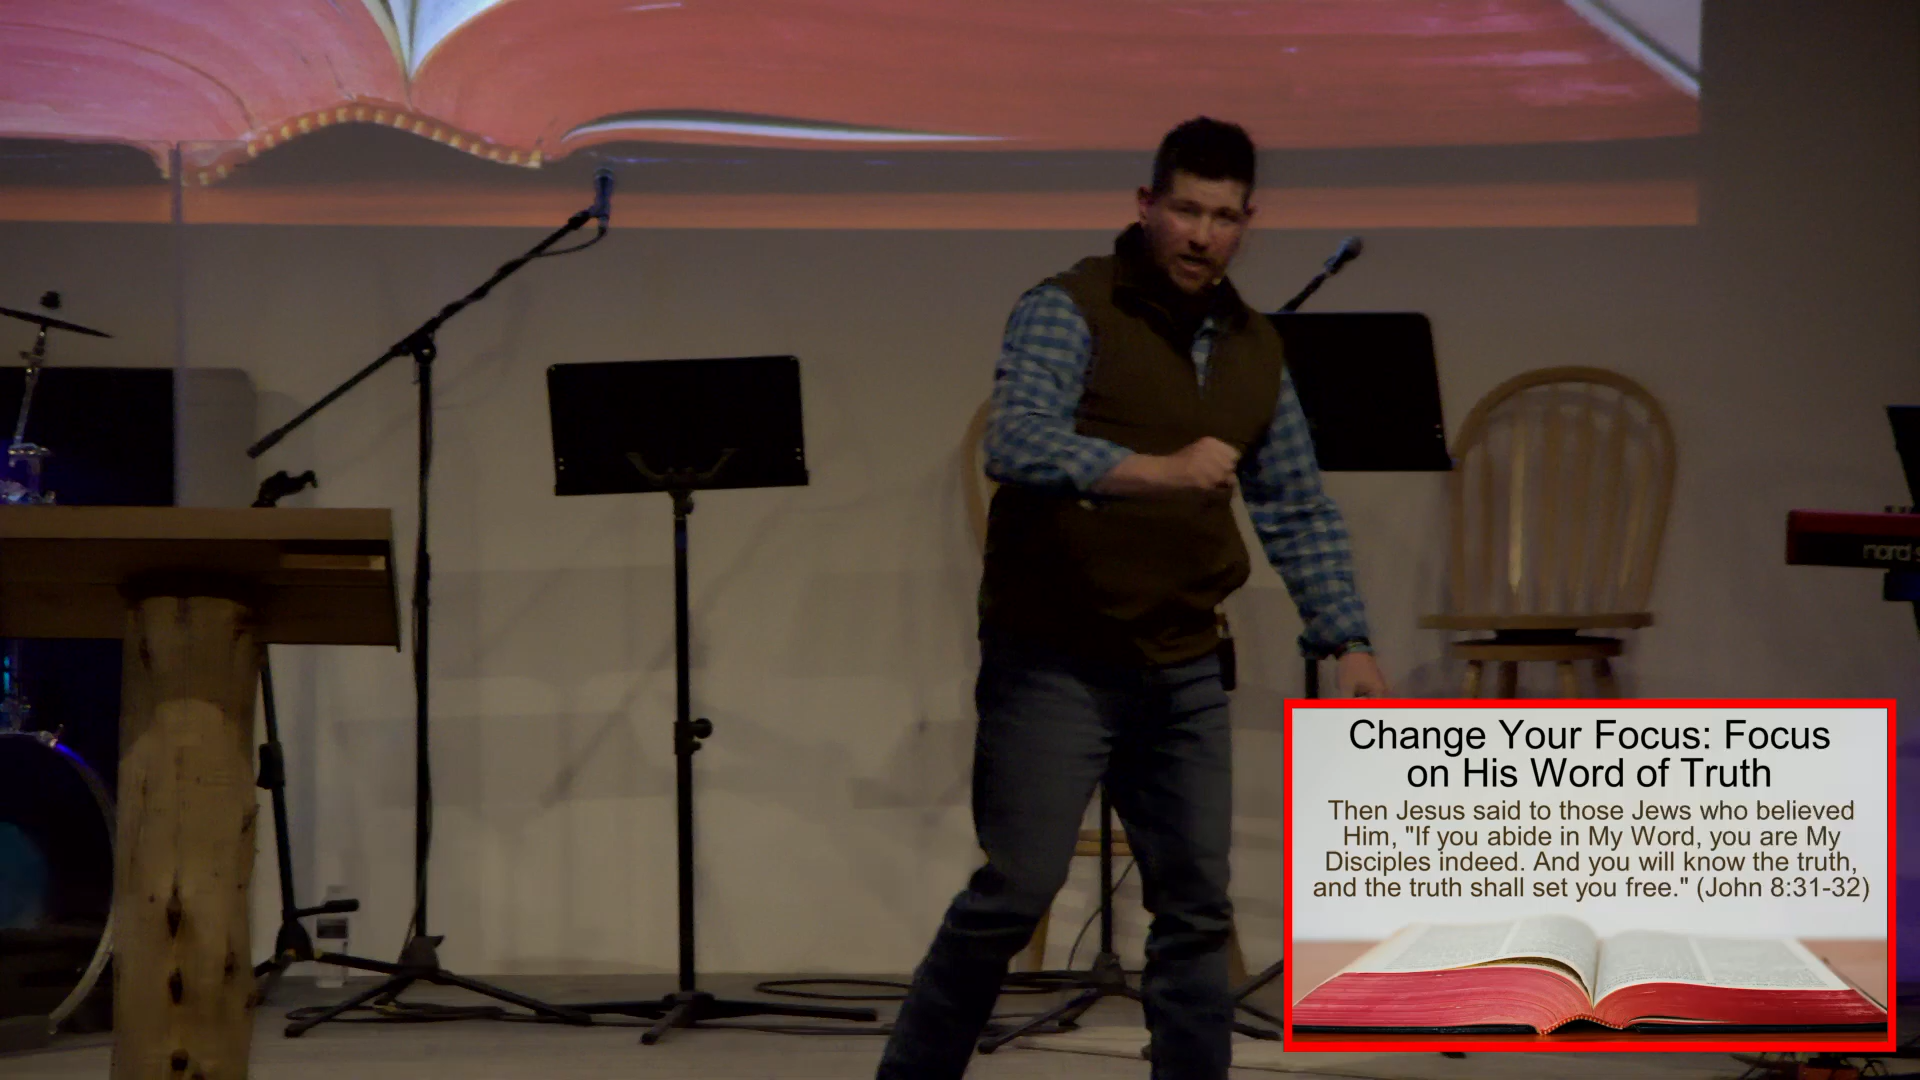 nord
Change Your Focus: Focus
on His Word of Truth
Then Jesus said to those Jews who believed
Him, "If you abide in My Word, you are My
Disciples indeed. And you will know the truth,
and the truth shall set you free." (John 8:31-32)